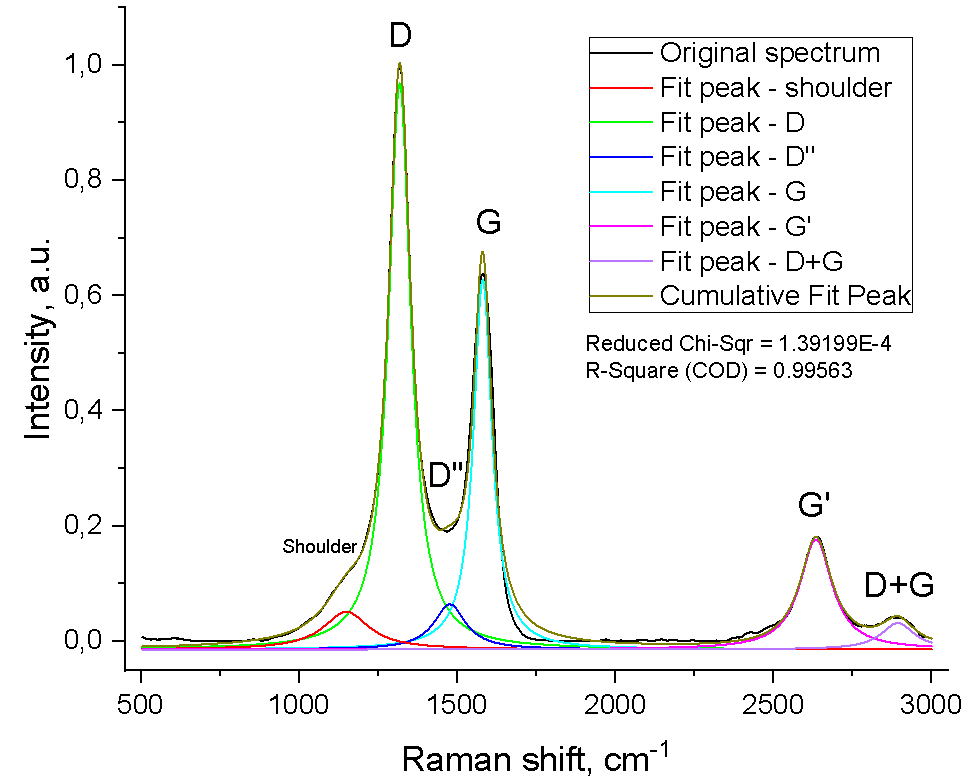 D
Original spectrum
Fit peak - shoulder
Fit peak - D
Fit peak - D"
Fit peak - G
Fit peak - G'
Fit peak - D+G
Cumulative Fit Peak
G
Reduced Chi-Sqr = 1.39199E-4
R-Square (COD) = 0.99563
D"
G'
Shoulder
D+G
Intensity, a.u.
1,0
0,8
0,6
0,4
0,2
0,0
500 1000 1500 2000 2500 3000
Raman shift, cm⁻¹